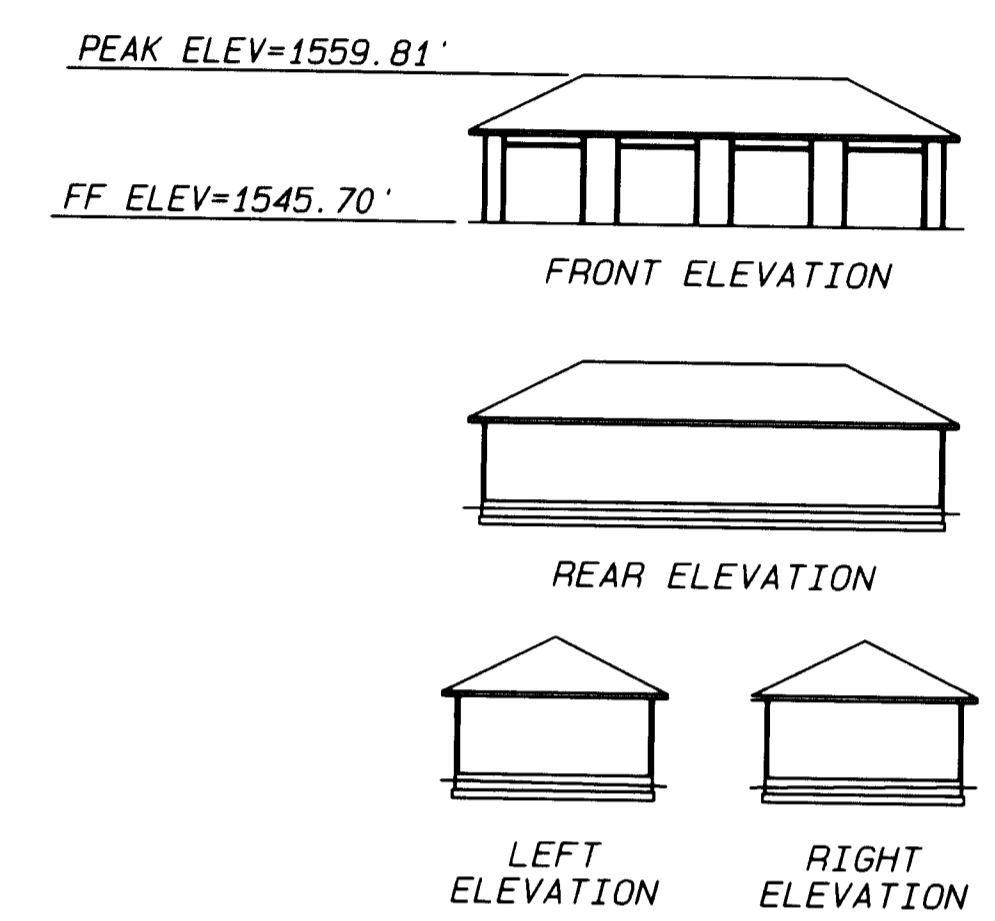 PEAK ELEV=1559.81'
FF ELEV=1545.70'
FRONT ELEVATION
REAR ELEVATION
LEFT
ELEVATION
RIGHT
ELEVATION